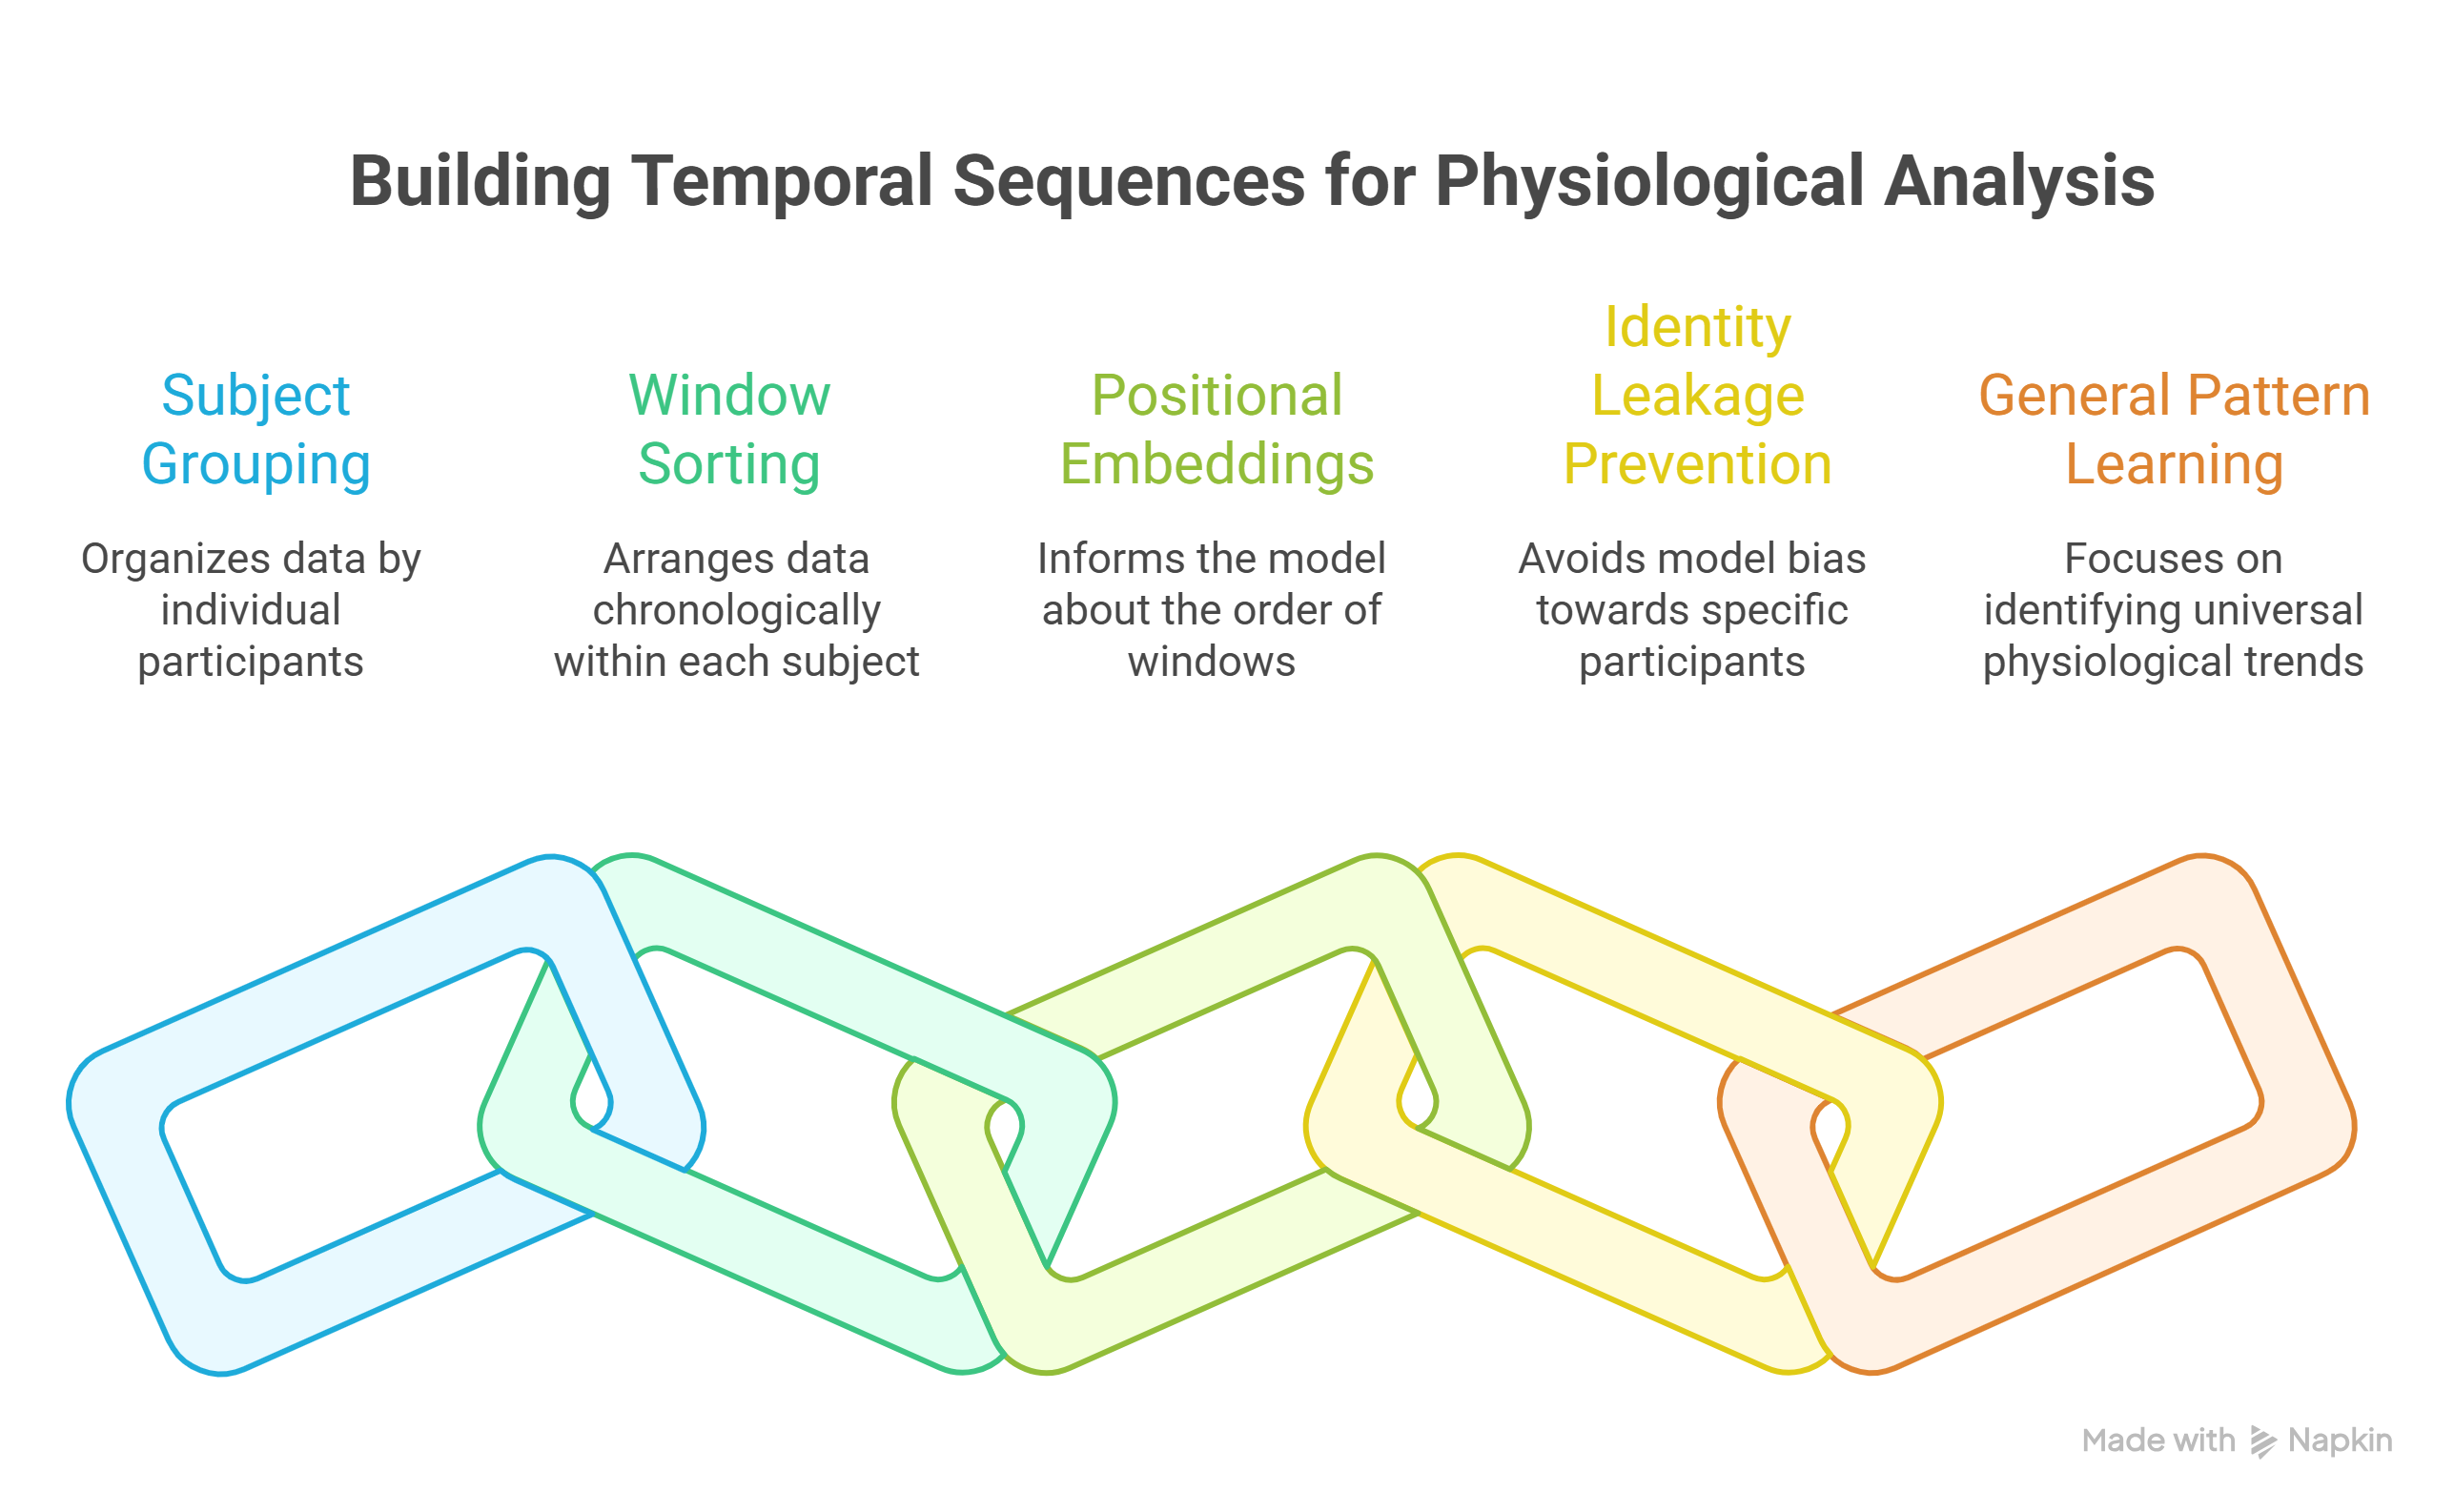 Building Temporal Sequences for Physiological Analysis
Subject
Grouping
Organizes data by
individual
participants
Window
Sorting
Arranges data
chronologically
within each subject
Positional
Embeddings
Informs the model
about the order of
windows
Identity
Leakage
Prevention
Avoids model bias
towards specific
participants
General Pattern
Learning
Focuses on
identifying universal
physiological trends
Made with Napkin